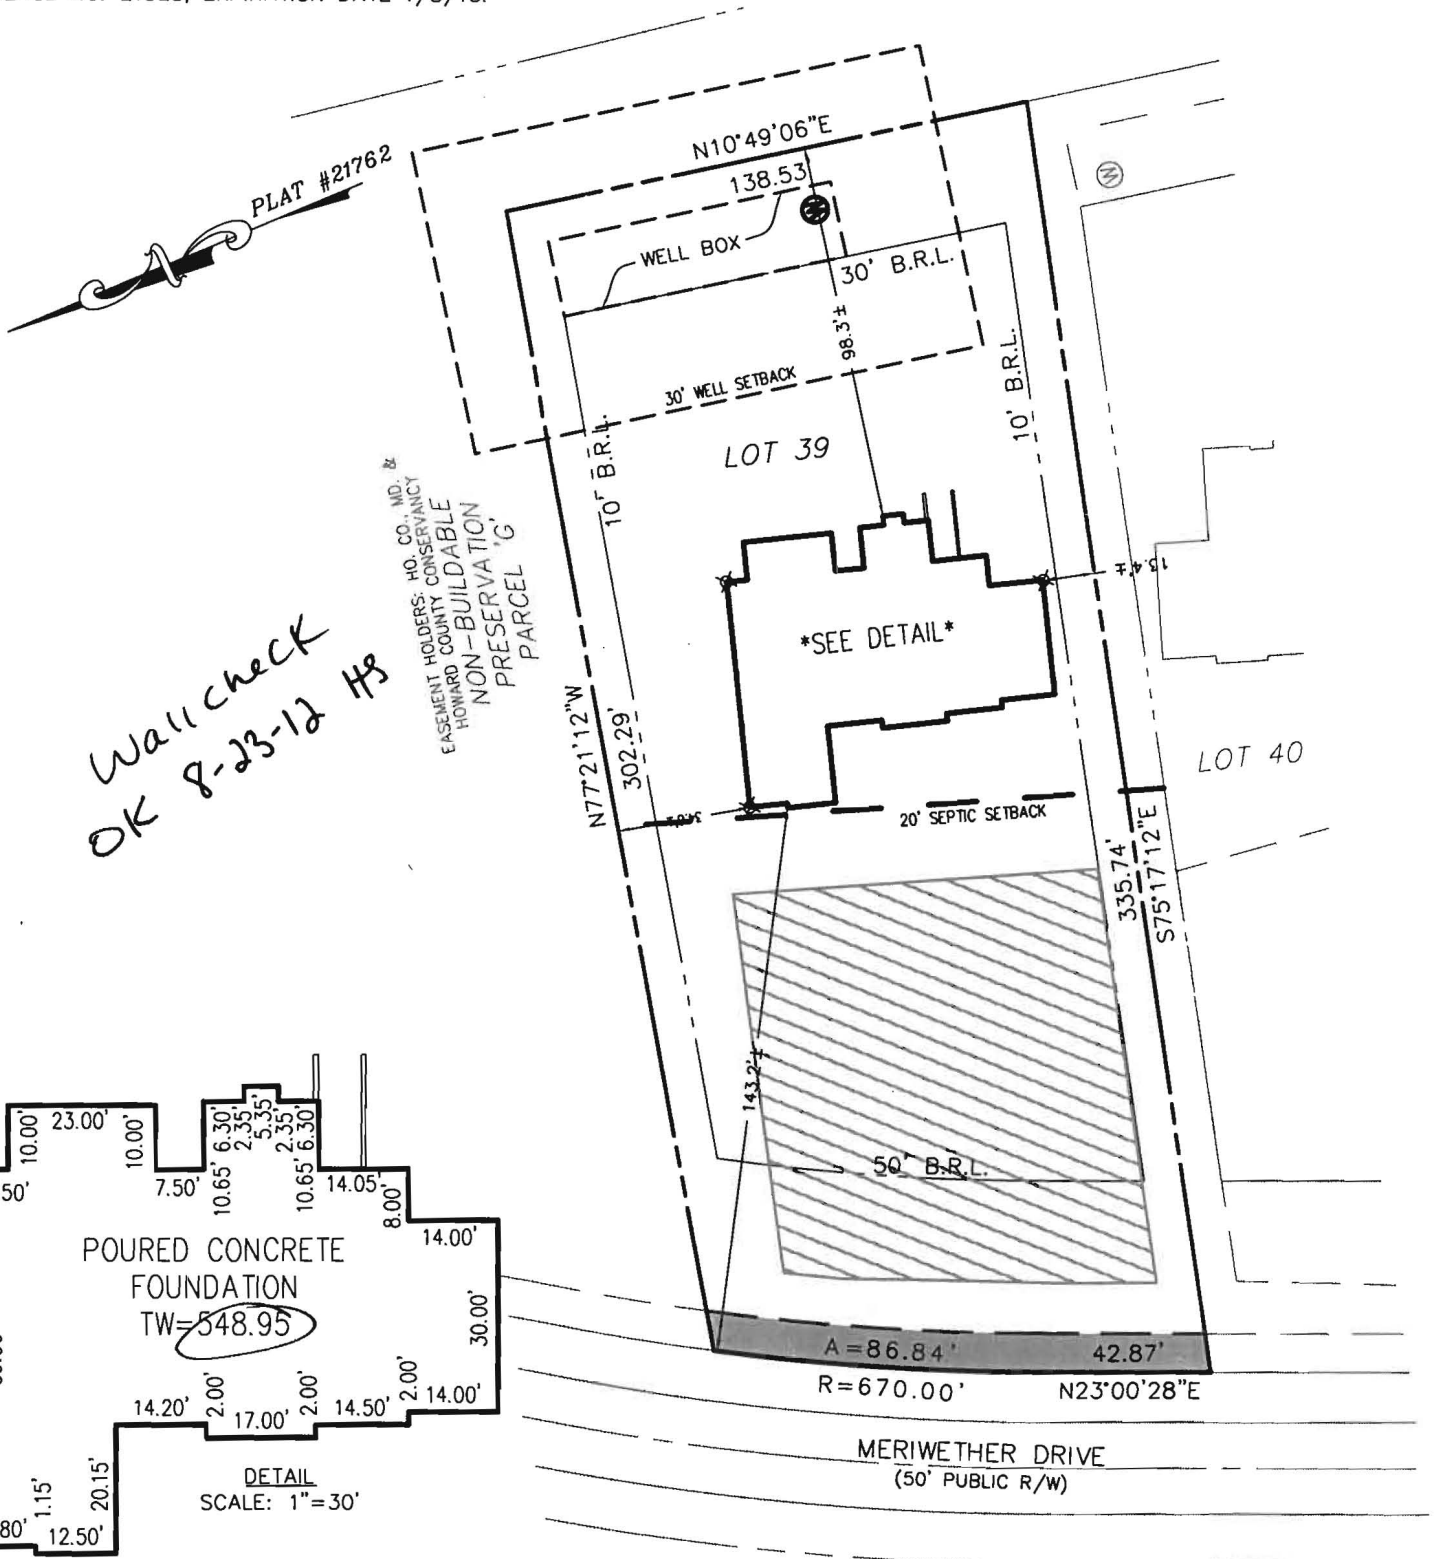 PLAT #21762
N10°49'06"E
138.53
WELL BOX
30' B.R.L.
98.3'±
10' B.R.L.
30' WELL SETBACK
10' B.R.L.
LOT 39
EASEMENT HOLDERS: HO. CO., MD. &
HOWARD COUNTY CONSERVANCY
NON-BUILDABLE
PRESERVATION
PARCEL 'G'
13.4'±
*SEE DETAIL*
Wallcheck
OK 8-23-12 HS
N77°21'12"W
302.29'
LOT 40
20' SEPTIC SETBACK
335.74'
S75°17'12"E
143.2'±
50' B.R.L.
10.00'
23.00'
10.00'
7.50'
10.65'
6.30'
2.35'
5.35'
2.35'
6.30'
10.65'
14.05'
8.00'
14.00'
50'
POURED CONCRETE
FOUNDATION
TW=548.95
30.00'
14.20'
2.00'
17.00'
2.00'
14.50'
2.00'
14.00'
20.15'
1.15'
80'
12.50'
DETAIL
SCALE: 1"=30'
A=86.84'
42.87'
R=670.00'
N23°00'28"E
MERIWETHER DRIVE
(50' PUBLIC R/W)